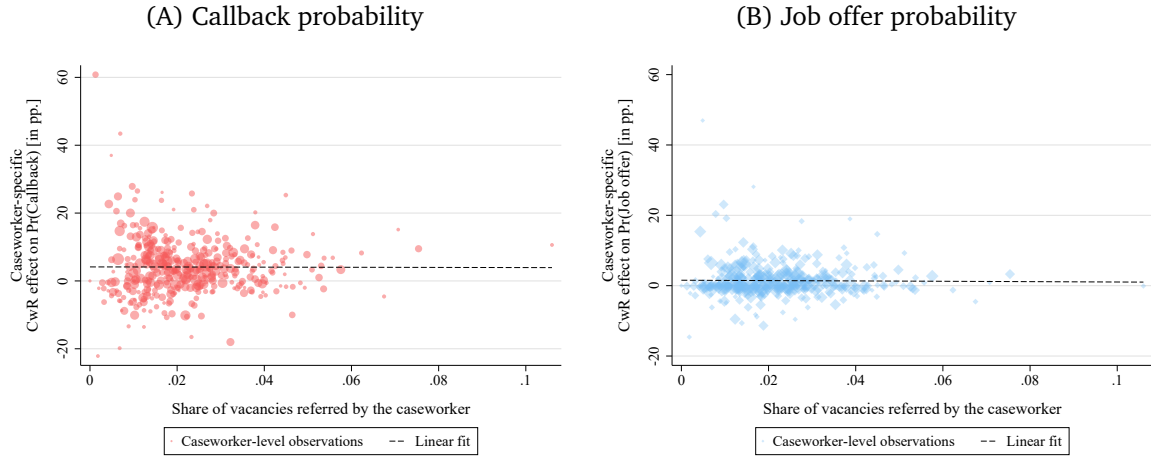 (A) Callback probability
Caseworker-specific
CwR effect on Pr(Callback) [in pp.]
60
40
20
0
-20
0 .02 .04 .06 .08 .1
Share of vacancies referred by the caseworker
Caseworker-level observations Linear fit
(B) Job offer probability
Caseworker-specific
CwR effect on Pr(Job offer) [in pp.]
60
40
20
0
-20
0 .02 .04 .06 .08 .1
Share of vacancies referred by the caseworker
Caseworker-level observations Linear fit